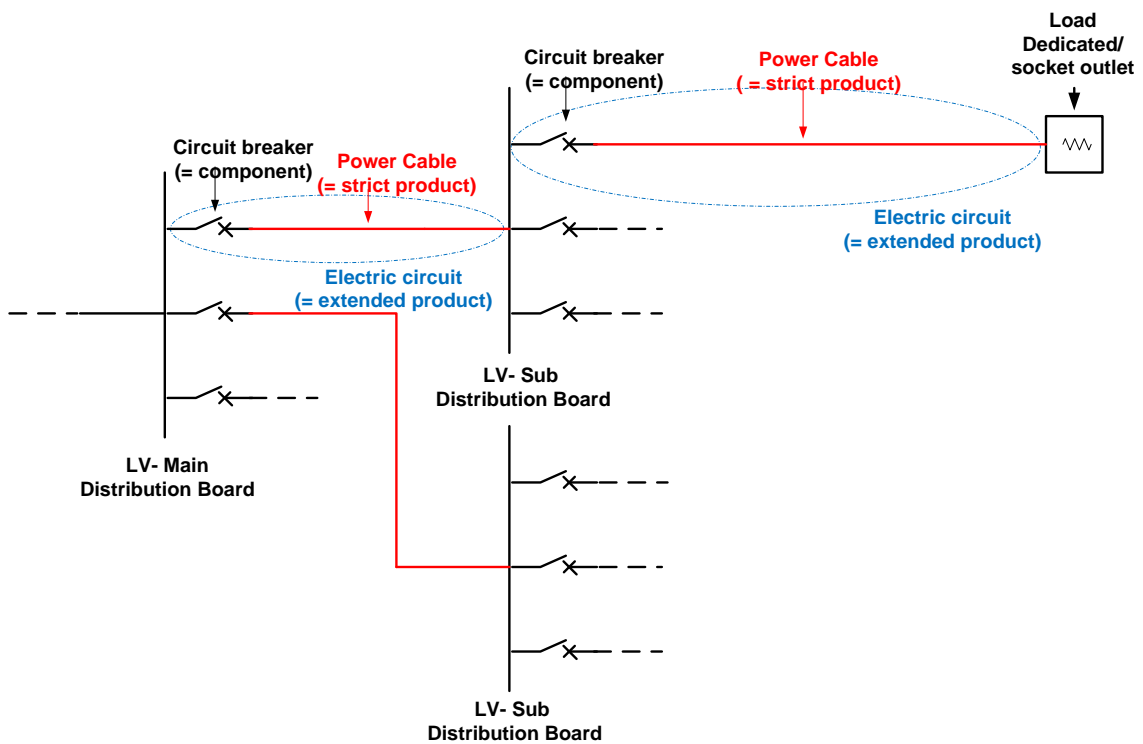 Load
Dedicated/
socket outlet
Circuit breaker
(= component)
Power Cable
( = strict product)
Circuit breaker
(= component)
Power Cable
(= strict product)
Electric circuit
(= extended product)
Electric circuit
(= extended product)
LV- Sub
Distribution Board
LV- Main
Distribution Board
LV- Sub
Distribution Board